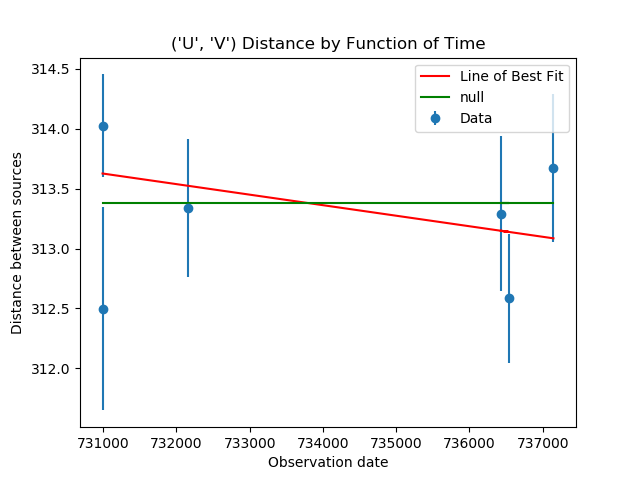 ('U', 'V') Distance by Function of Time
Line of Best Fit
null
Data
Distance between sources
314.5
314.0
313.5
313.0
312.5
312.0
731000 732000 733000 734000 735000 736000 737000
Observation date